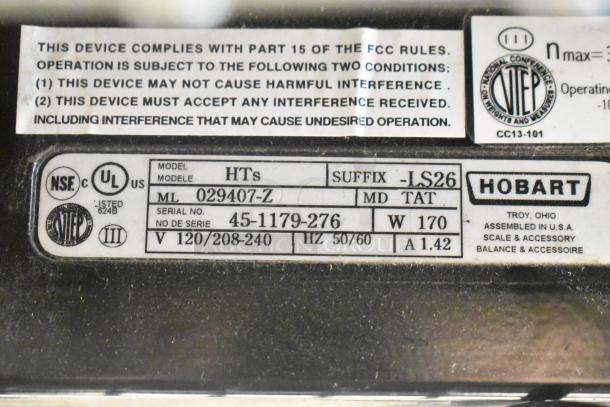 THIS DEVICE COMPLIES WITH PART 15 OF THE FCC RULES.
OPERATION IS SUBJECT TO THE FOLLOWING TWO CONDITIONS:
(1) THIS DEVICE MAY NOT CAUSE HARMFUL INTERFERENCE .
(2) THIS DEVICE MUST ACCEPT ANY INTERFERENCE RECEIVED.
INCLUDING INTERFERENCE THAT MAY CAUSE UNDESIRED OPERATION.
III
nmax=3
NATIONAL CONFERENCE
NTEP
ON WEIGHTS AND MEASURES
CC13-101
Operating
-10
NSF
C UL US
LISTED
624B
NTEP
III
MODEL
MODELE HTs SUFFIX -LS26
ML 029407-Z MD TAT
SERIAL NO.
NO DE SERIE 45-1179-276 W 170
V 120/208-240 HZ 50/60 A 1.42
HOBART
TROY, OHIO
ASSEMBLED IN U.S.A.
SCALE & ACCESSORY
BALANCE & ACCESSOIRE